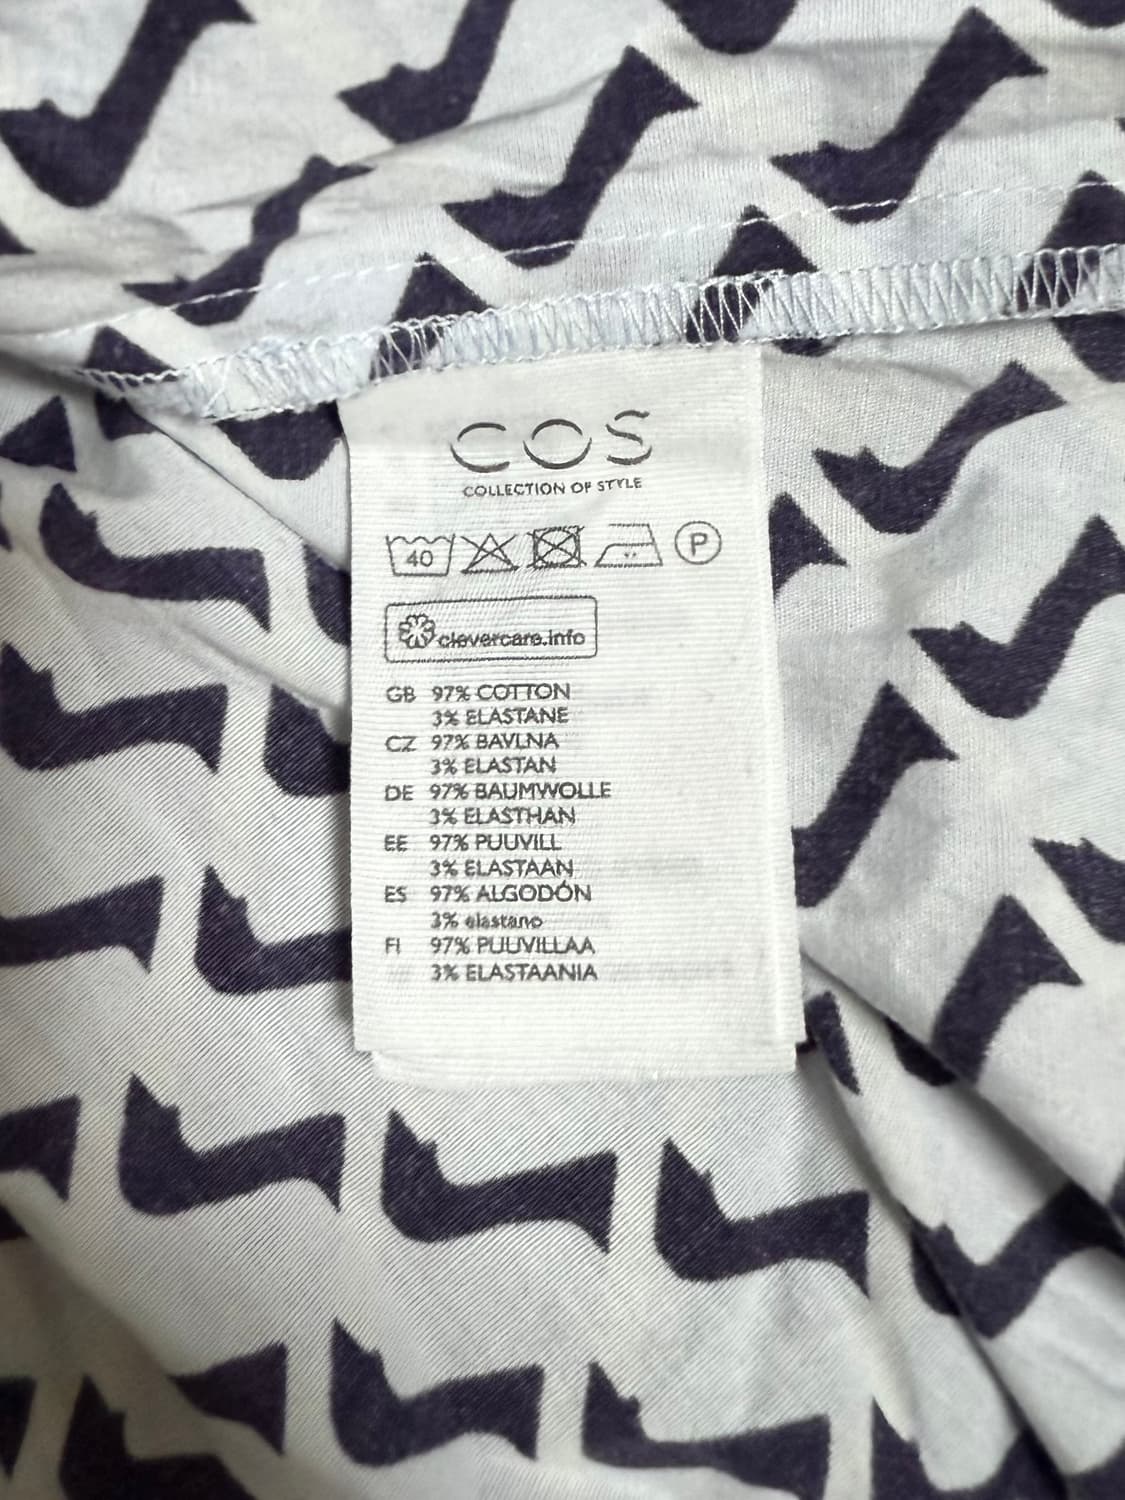 COS
COLLECTION OF STYLE
40 P
clevercare.info
GB 97% COTTON
3% ELASTANE
CZ 97% BAVLNA
3% ELASTAN
DE 97% BAUMWOLLE
3% ELASTHAN
EE 97% PUUVILL
3% ELASTAAN
ES 97% ALGODÓN
3% elastano
FI 97% PUUVILLAA
3% ELASTAANIA